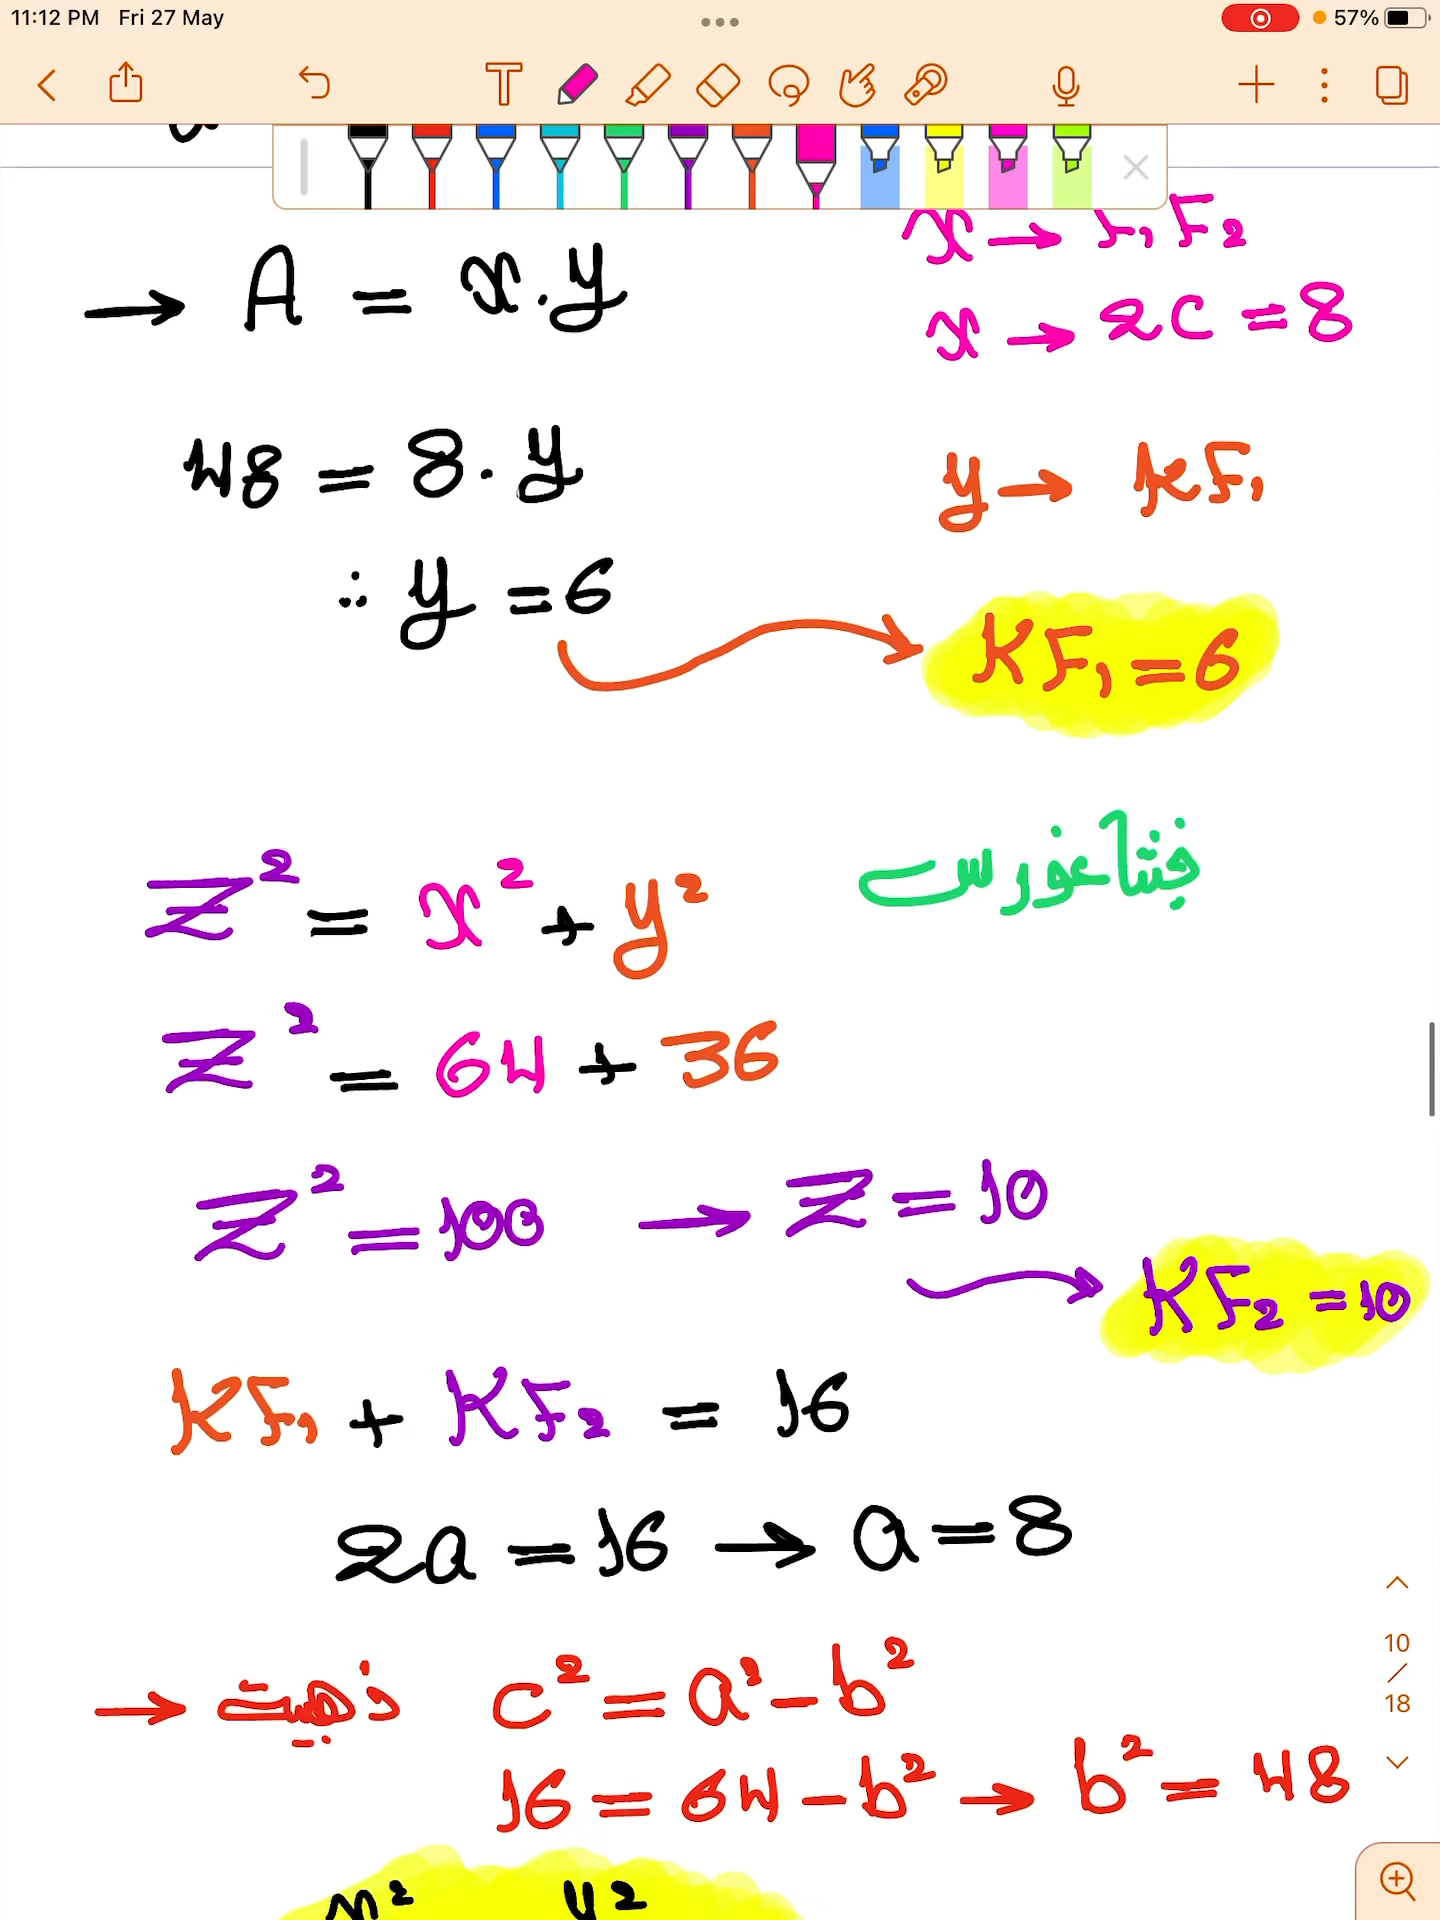 11:12 PM Fri 27 May 57%
x → F₁F₂
→ A = x.y
x → 2C = 8
48 = 8.y
y → KF₁
∴ y = 6
KF₁ = 6
Z² = x² + y² فيثاغورس
Z² = 64 + 36
Z² = 100 → Z = 10
KF₂ = 10
KF₁ + KF₂ = 16
2a = 16 → a = 8
→ c² = a² − b²
16 = 64 − b² → b² = 48
10
/
18
x² y²